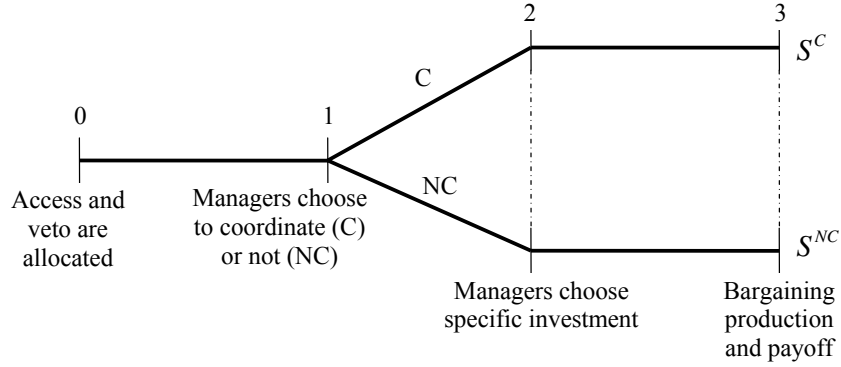 0
1
2
3
C
NC
S^C
S^NC
Access and
veto are
allocated
Managers choose
to coordinate (C)
or not (NC)
Managers choose
specific investment
Bargaining
production
and payoff